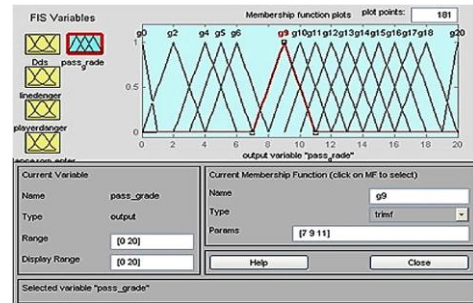 FIS Variables
Membership function plots plot points: 181
g0 g2 g4 g5 g6 g9 g10g11g12g13g14g15g16g17g18 g20
Dds pass_grade
linedenger
playerdanger
1
0.5
0
0 2 4 6 8 10 12 14 16 18 20
output variable "pass_grade"
Current Variable
Name pass_grade
Type output
Range [0 20]
Display Range [0 20]
Current Membership Function (click on MF to select)
Name g9
Type trimf
Params [7 9 11]
Help Close
Selected variable "pass_grade"